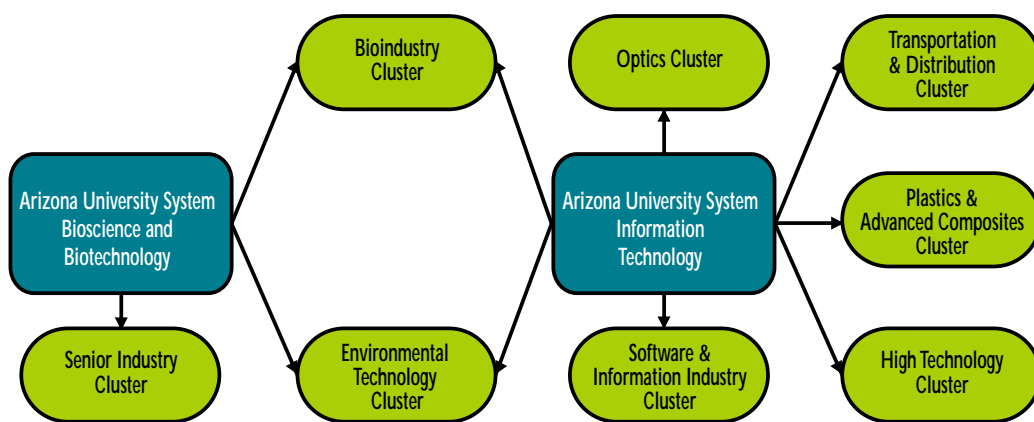 Bioindustry
Cluster
Optics Cluster
Transportation
& Distribution
Cluster
Arizona University System
Bioscience and
Biotechnology
Arizona University System
Information
Technology
Plastics &
Advanced Composites
Cluster
Senior Industry
Cluster
Environmental
Technology
Cluster
Software &
Information Industry
Cluster
High Technology
Cluster